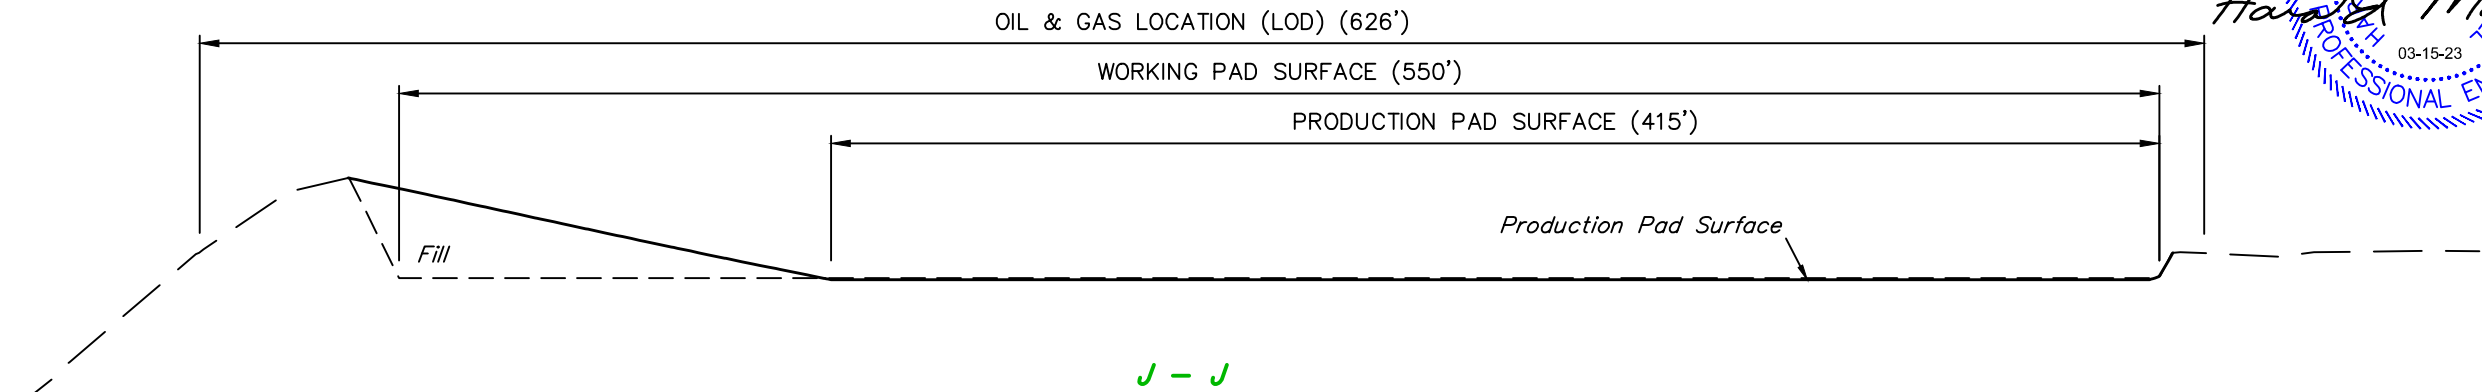 OIL & GAS LOCATION (LOD) (626')
WORKING PAD SURFACE (550')
PRODUCTION PAD SURFACE (415')
03-15-23
Production Pad Surface
Fill
J - J